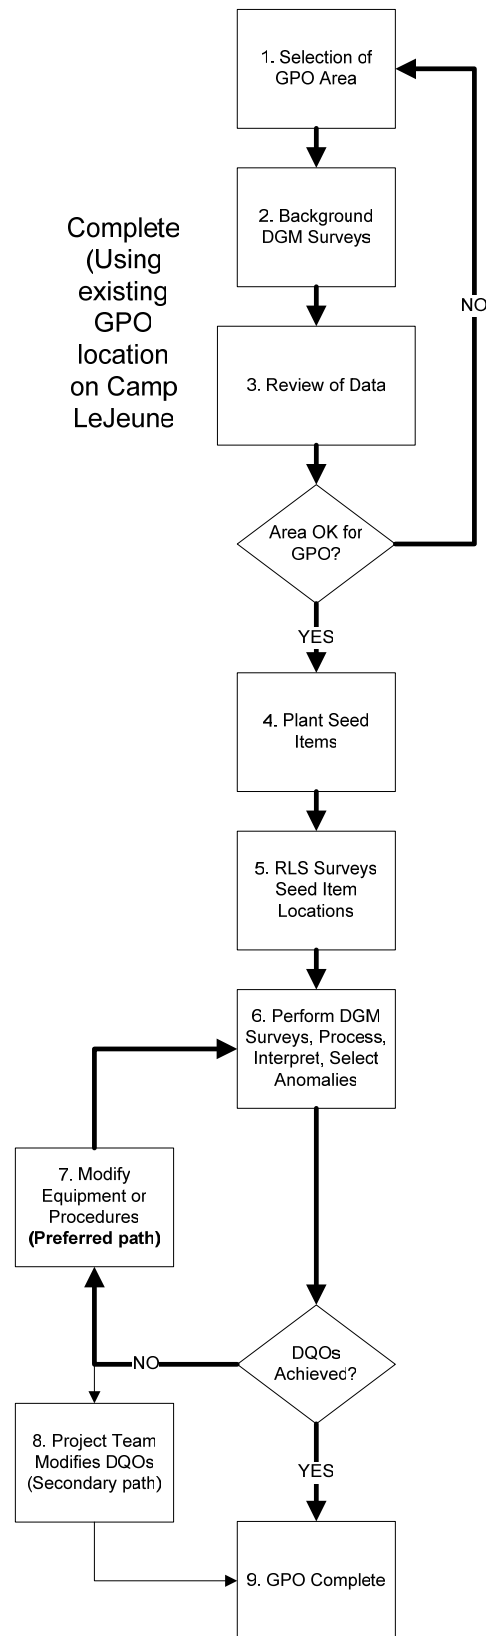 1. Selection of
GPO Area
2. Background
DGM Surveys
Complete
(Using
existing
GPO
location
on Camp
LeJeune
NO
3. Review of Data
Area OK for
GPO?
YES
4. Plant Seed
Items
5. RLS Surveys
Seed Item
Locations
6. Perform DGM
Surveys, Process,
Interpret, Select
Anomalies
7. Modify
Equipment or
Procedures
(Preferred path)
DQOs
Achieved?
NO
8. Project Team
Modifies DQOs
(Secondary path)
YES
9. GPO Complete